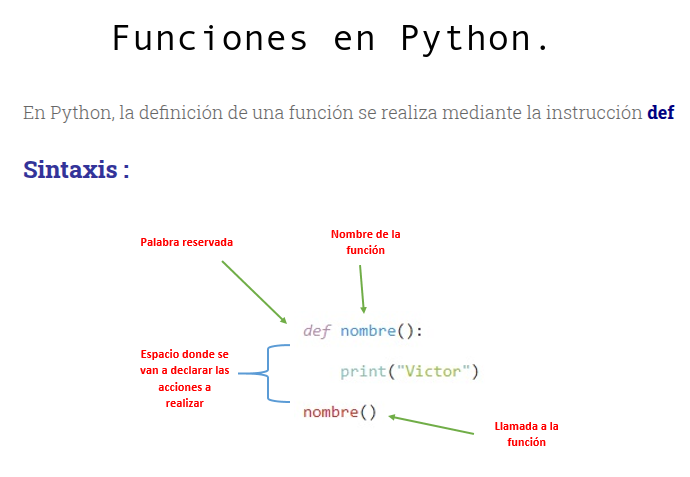 Funciones en Python.
En Python, la definición de una función se realiza mediante la instrucción def
Sintaxis :
Palabra reservada
Nombre de la
función
def nombre():
Espacio donde se
van a declarar las
acciones a
realizar
print("Victor")
nombre()
Llamada a la
función